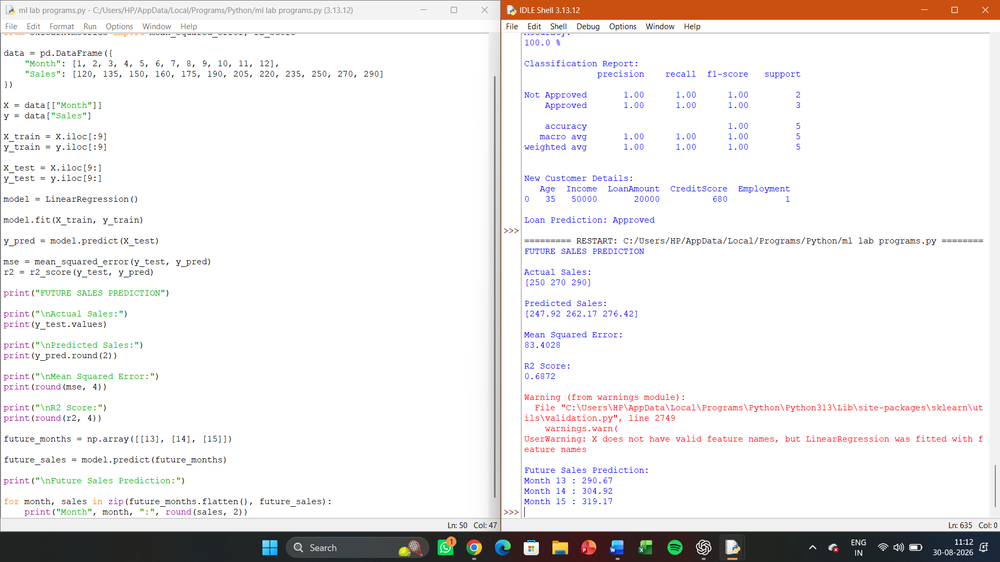 ml lab programs.py - C:/Users/HP/AppData/Local/Programs/Python/ml lab programs.py (3.13.12)
File Edit Format Run Options Window Help
from sklearn.metrics import mean_squared_error, r2_score
data = pd.DataFrame({
    "Month": [1, 2, 3, 4, 5, 6, 7, 8, 9, 10, 11, 12],
    "Sales": [120, 135, 150, 160, 175, 190, 205, 220, 235, 250, 270, 290]
})
X = data[["Month"]]
y = data["Sales"]
X_train = X.iloc[:9]
y_train = y.iloc[:9]
X_test = X.iloc[9:]
y_test = y.iloc[9:]
model = LinearRegression()
model.fit(X_train, y_train)
y_pred = model.predict(X_test)
mse = mean_squared_error(y_test, y_pred)
r2 = r2_score(y_test, y_pred)
print("FUTURE SALES PREDICTION")
print("\nActual Sales:")
print(y_test.values)
print("\nPredicted Sales:")
print(y_pred.round(2))
print("\nMean Squared Error:")
print(round(mse, 4))
print("\nR2 Score:")
print(round(r2, 4))
future_months = np.array([[13], [14], [15]])
future_sales = model.predict(future_months)
print("\nFuture Sales Prediction:")
for month, sales in zip(future_months.flatten(), future_sales):
    print("Month", month, ":", round(sales, 2))
Ln: 50 Col: 47
IDLE Shell 3.13.12
File Edit Shell Debug Options Window Help
Accuracy:
100.0 %
Classification Report:
precision recall f1-score support
Not Approved 1.00 1.00 1.00 2
Approved 1.00 1.00 1.00 3
accuracy 1.00 5
macro avg 1.00 1.00 1.00 5
weighted avg 1.00 1.00 1.00 5
New Customer Details:
Age Income LoanAmount CreditScore Employment
0 35 50000 20000 680 1
Loan Prediction: Approved
>>>
========= RESTART: C:/Users/HP/AppData/Local/Programs/Python/ml lab programs.py ========
FUTURE SALES PREDICTION
Actual Sales:
[250 270 290]
Predicted Sales:
[247.92 262.17 276.42]
Mean Squared Error:
83.4028
R2 Score:
0.6872
Warning (from warnings module):
  File "C:\Users\HP\AppData\Local\Programs\Python\Python313\Lib\site-packages\sklearn\ut
ils\validation.py", line 2749
    warnings.warn(
UserWarning: X does not have valid feature names, but LinearRegression was fitted with f
eature names
Future Sales Prediction:
Month 13 : 290.67
Month 14 : 304.92
Month 15 : 319.17
>>>
Ln: 635 Col: 0
Search
1
ENG
IN
11:12
30-08-2026